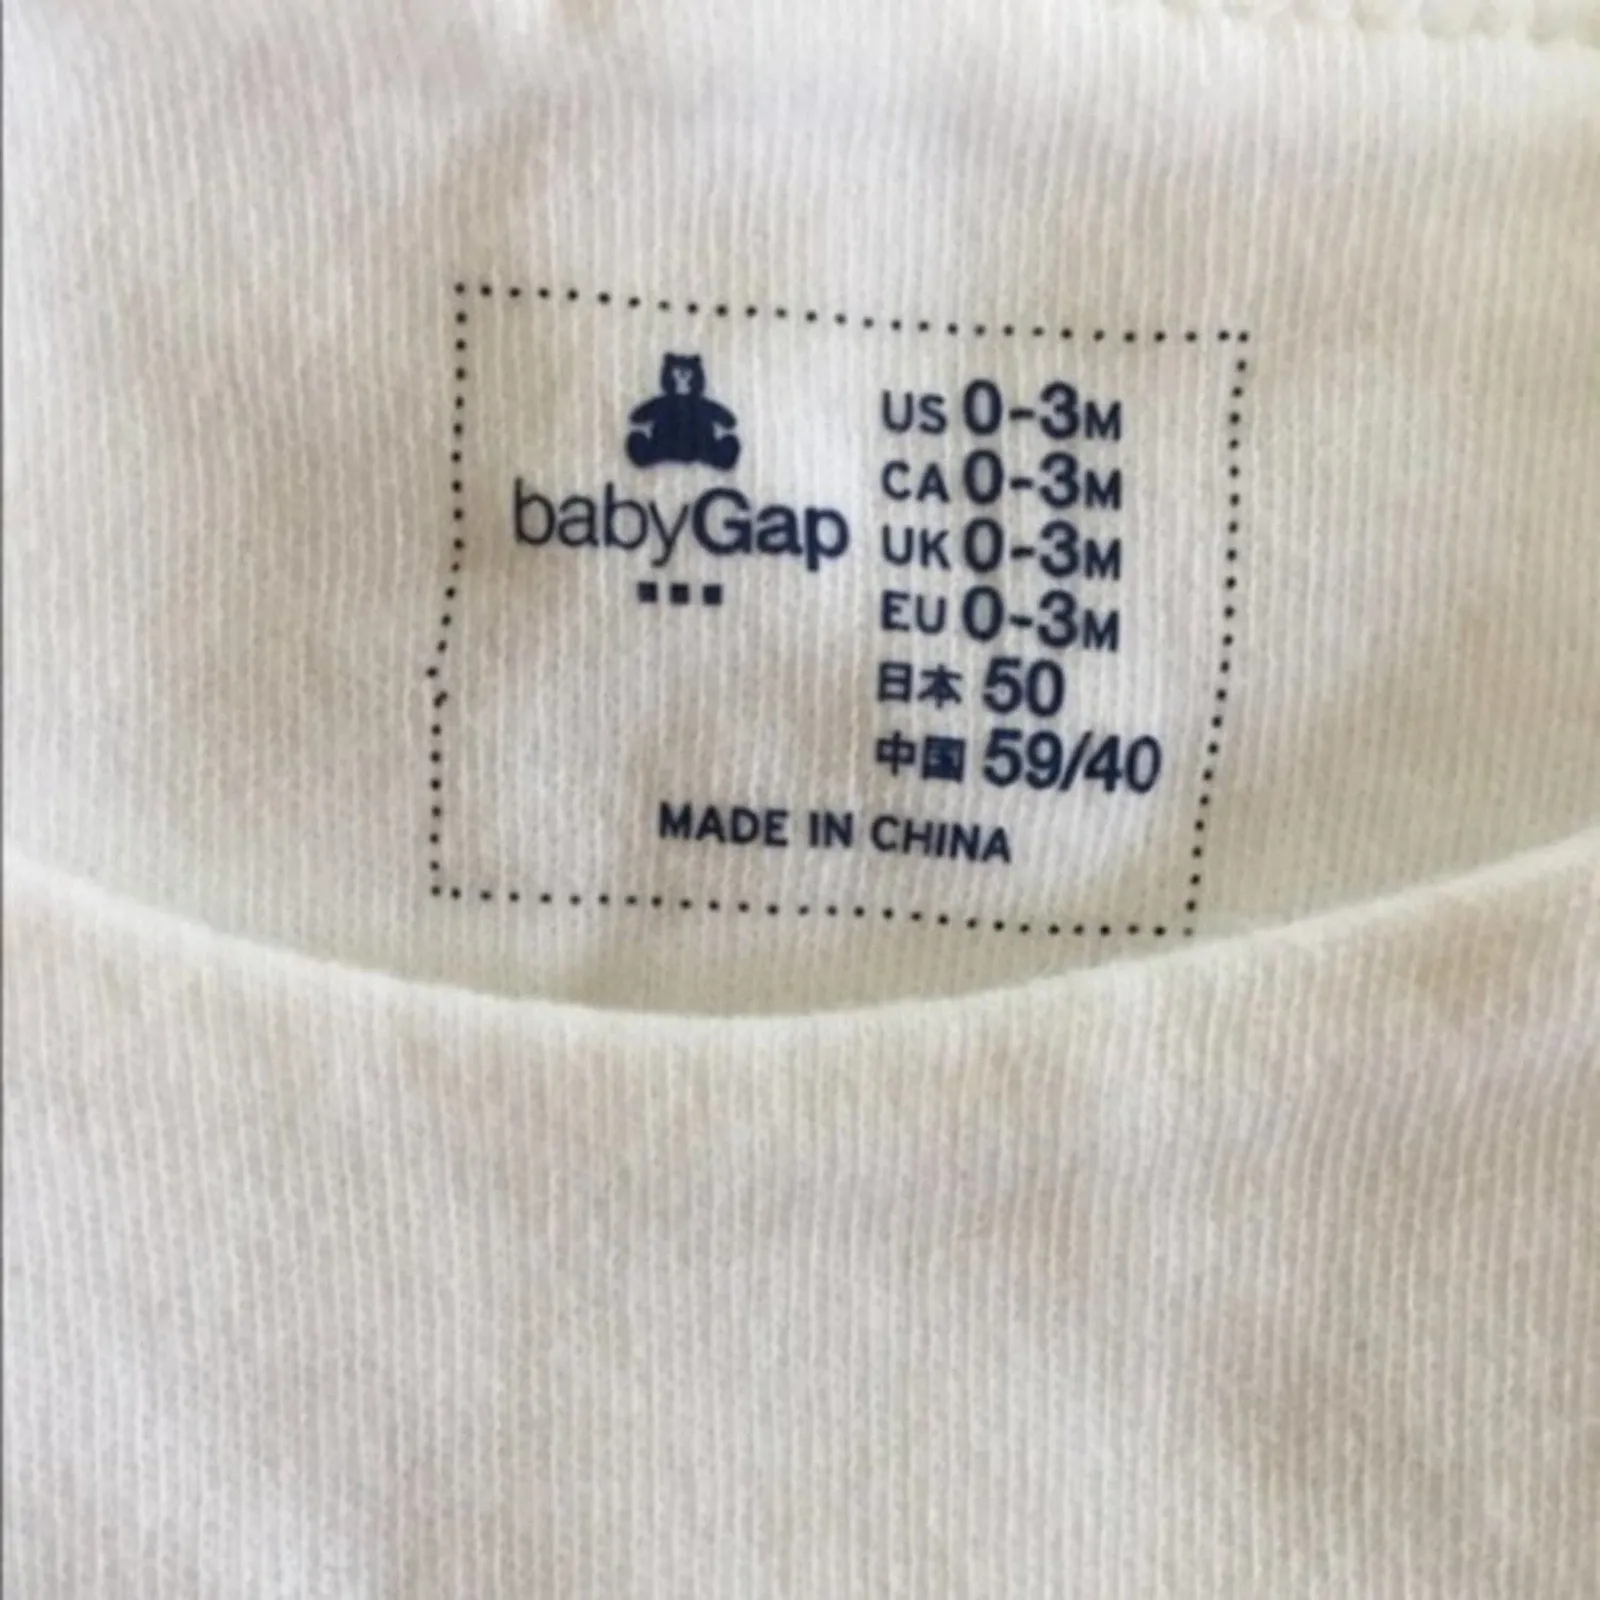 babyGap
US 0-3M
CA 0-3M
UK 0-3M
EU 0-3M
日本 50
中国 59/40
MADE IN CHINA